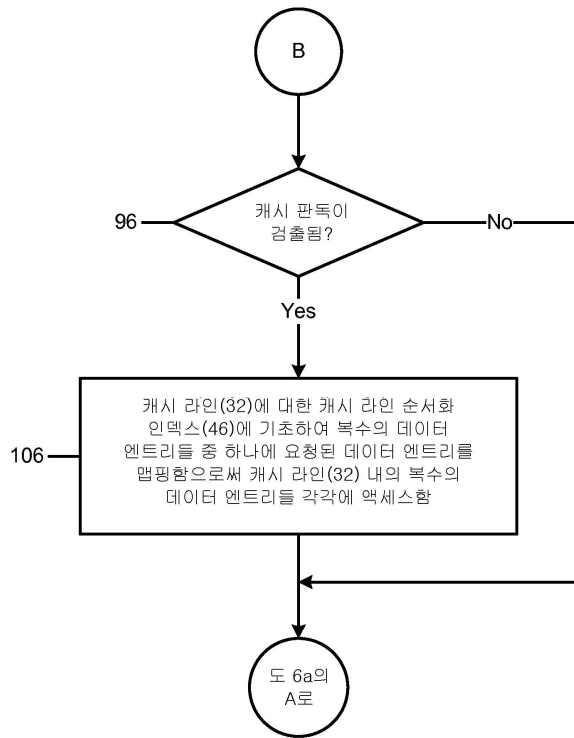 B
96
캐시 판독이
검출됨?
No
Yes
캐시 라인(32)에 대한 캐시 라인 순서화
인덱스(46)에 기초하여 복수의 데이터
엔트리들 중 하나에 요청된 데이터 엔트리를
맵핑함으로써 캐시 라인(32) 내의 복수의
데이터 엔트리들 각각에 액세스함
106
도 6a의
A로